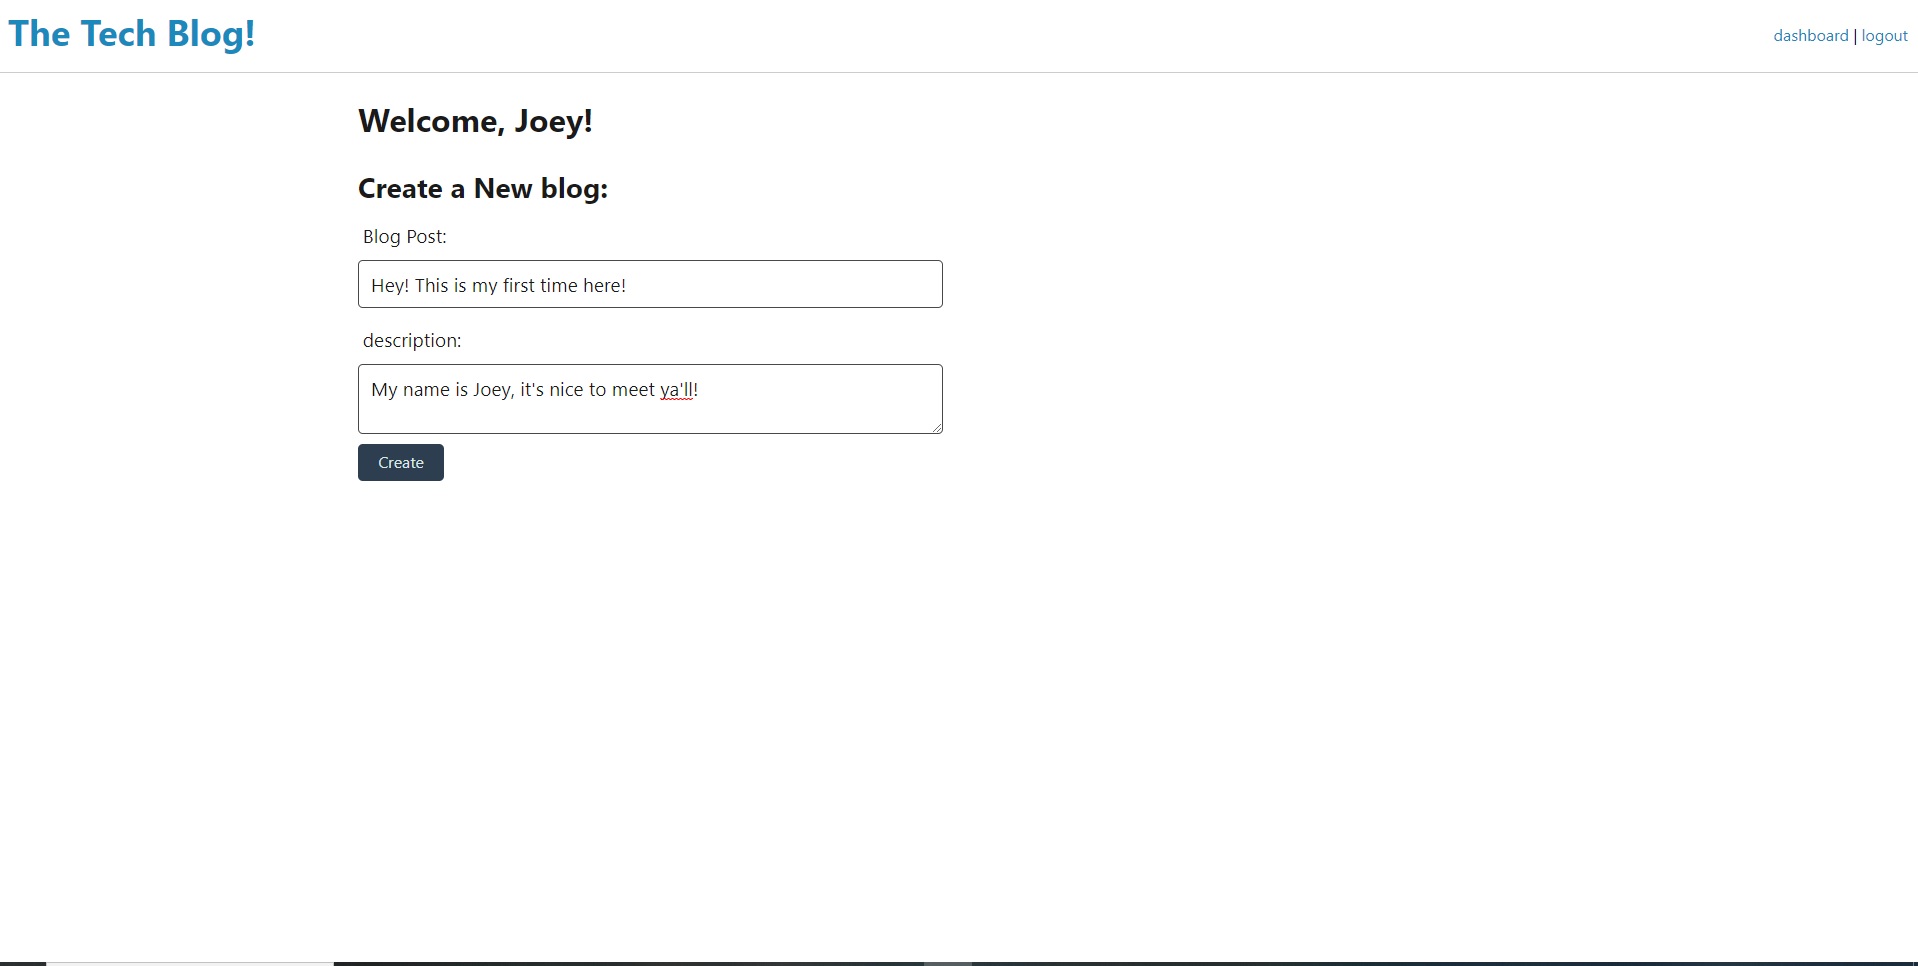 The Tech Blog!
dashboard | logout
Welcome, Joey!
Create a New blog:
Blog Post:
Hey! This is my first time here!
description:
My name is Joey, it's nice to meet ya'll!
Create